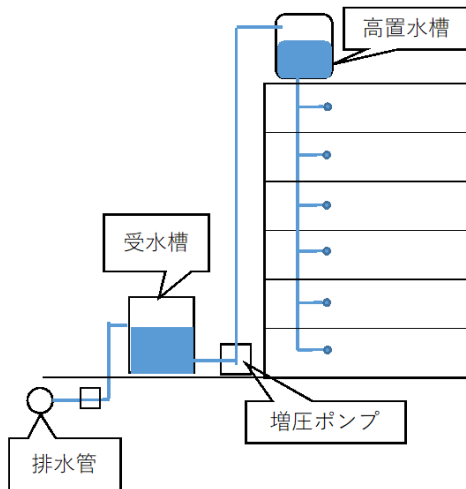 高置水槽
受水槽
増圧ポンプ
排水管